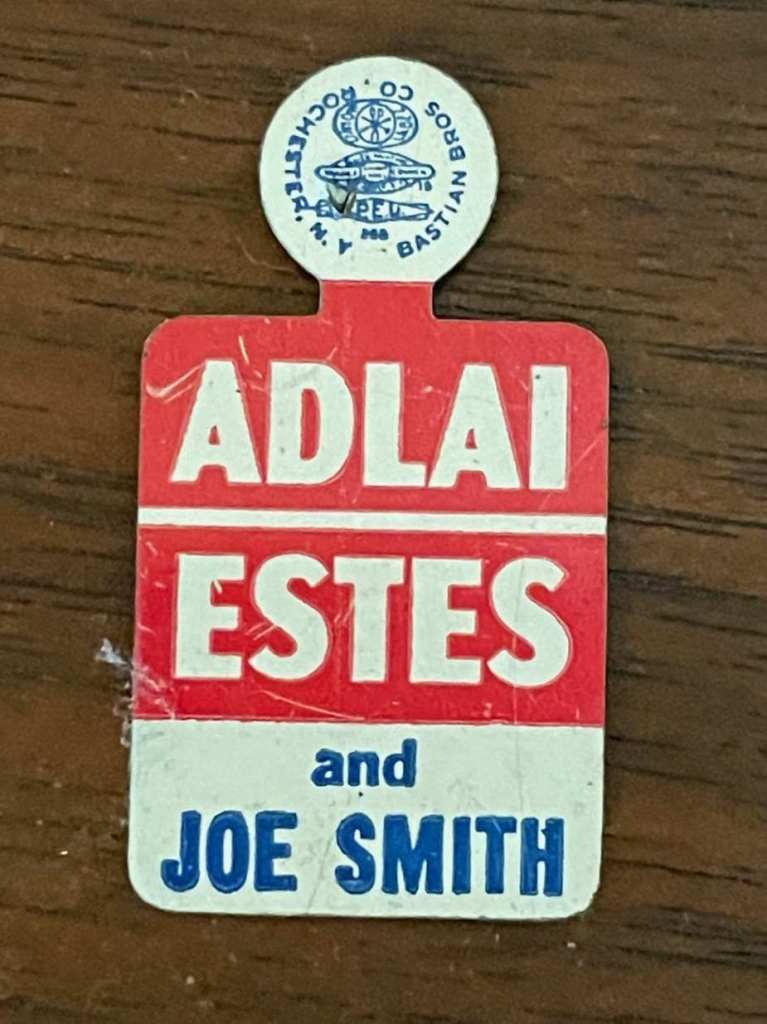 ROCHESTER, N. Y. BASTIAN BROS CO.
ADLAI
ESTES
and
JOE SMITH